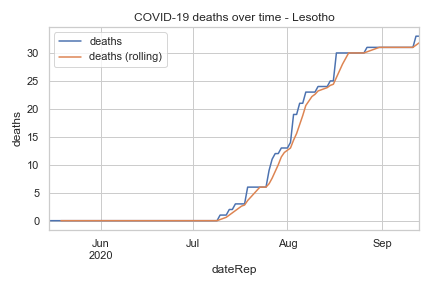 COVID-19 deaths over time - Lesotho
deaths
deaths (rolling)
30
25
20
15
10
5
0
deaths
Jun
2020
Jul
Aug
Sep
dateRep